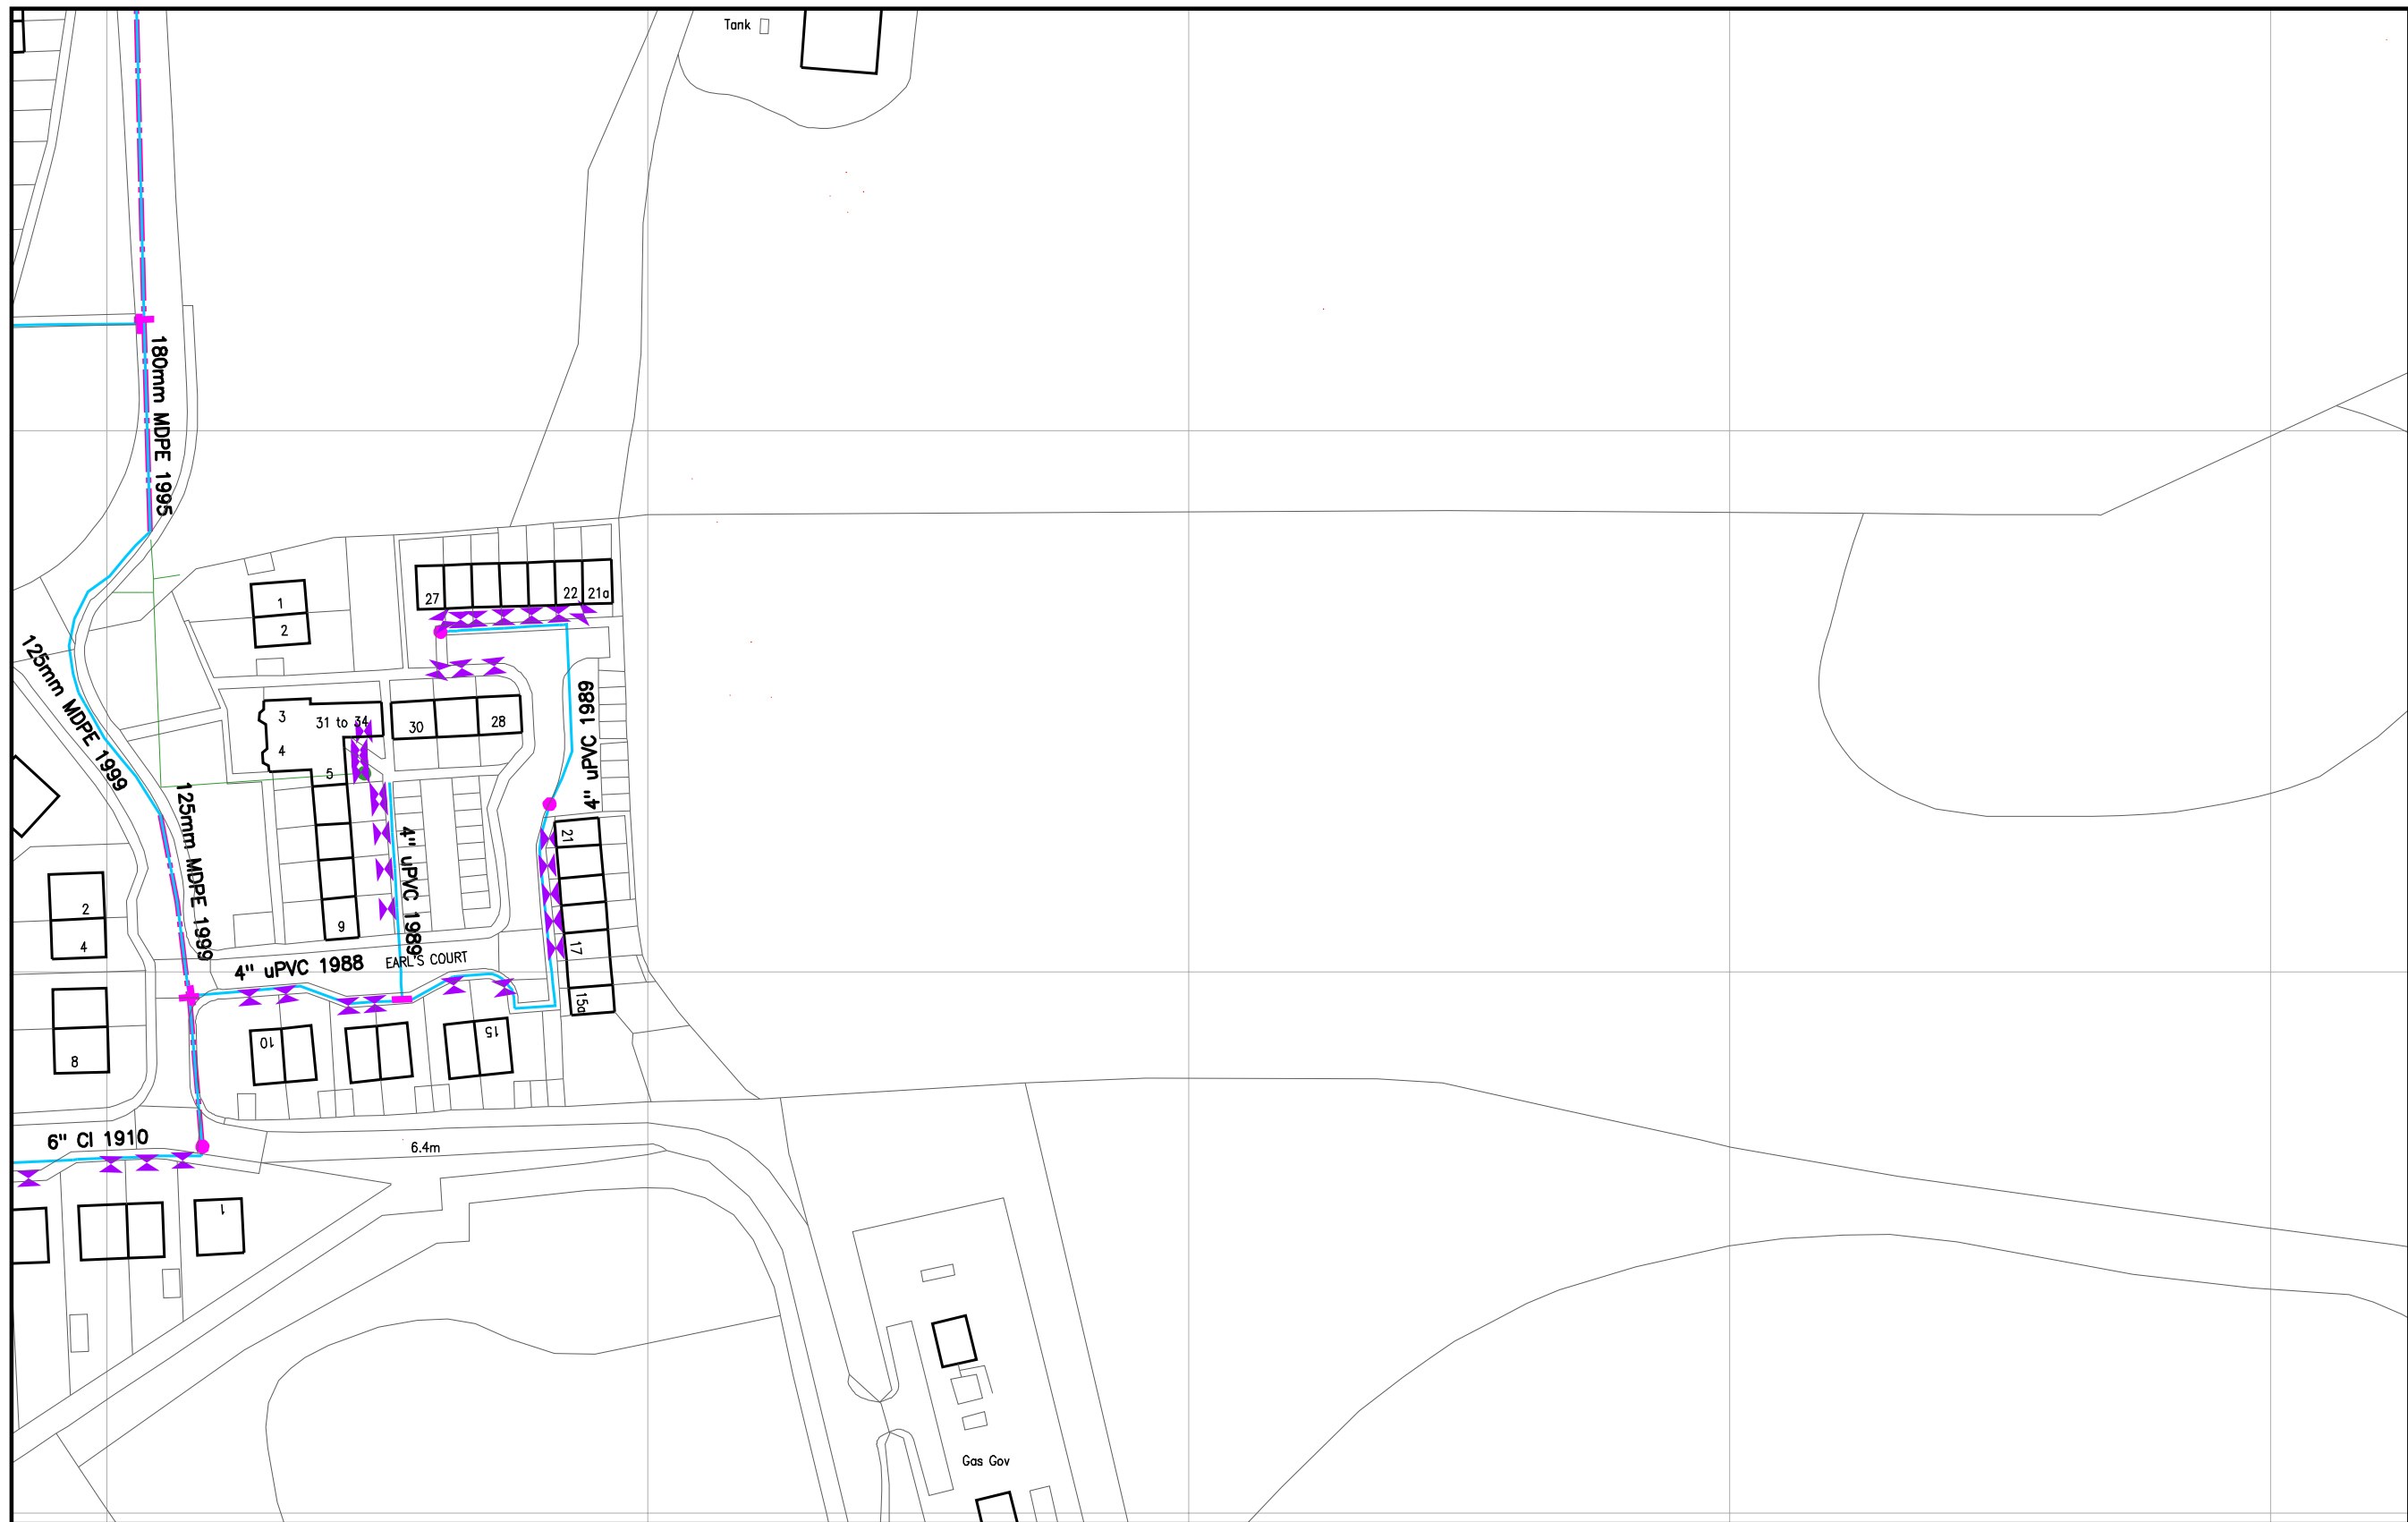 Tank
180mm MDPE 1995
1
2
27
22
21a
125mm MDPE 1999
3
31 to 34
4
5
30
28
4" uPVC 1989
125mm MDPE 1999
4" uPVC 1989
21
2
4
9
17
4" uPVC 1988
EARL'S COURT
15a
10
15
8
6" CI 1910
6.4m
1
Gas Gov